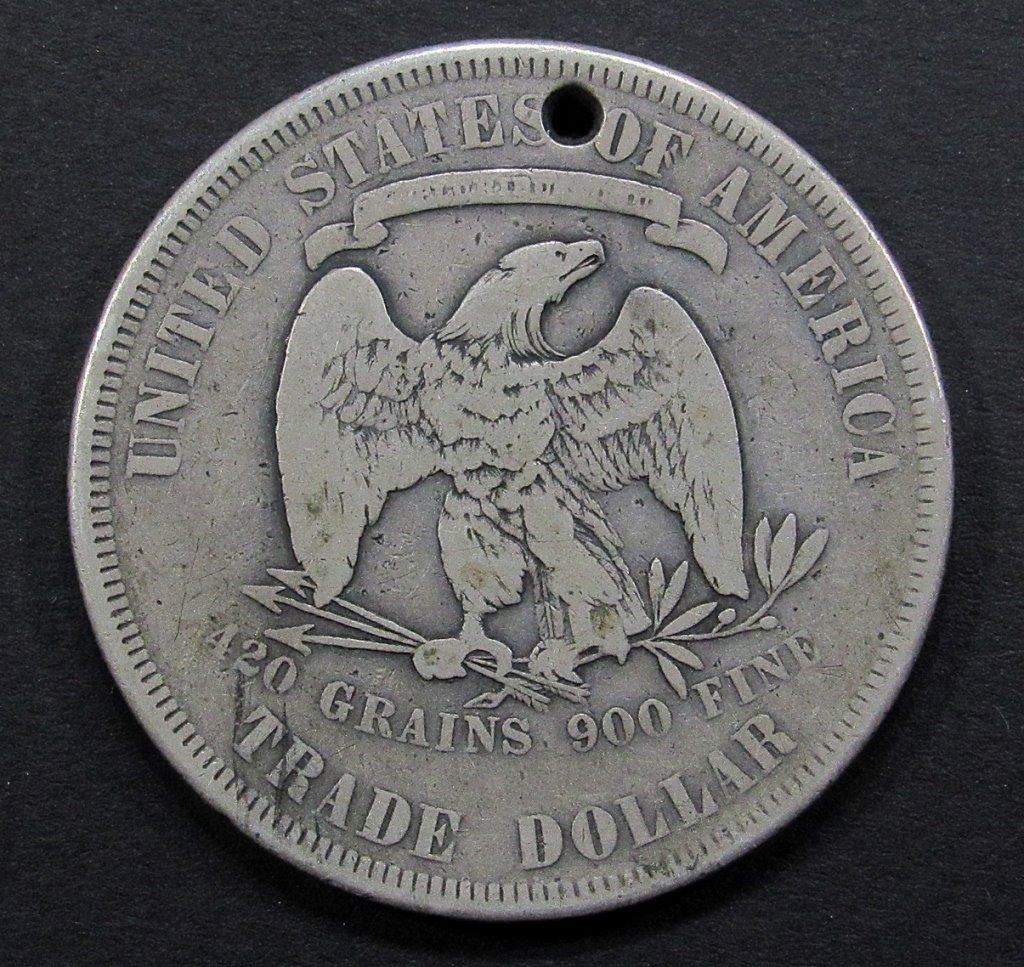 UNITED STATES OF AMERICA
420 GRAINS. 900 FINE
TRADE DOLLAR